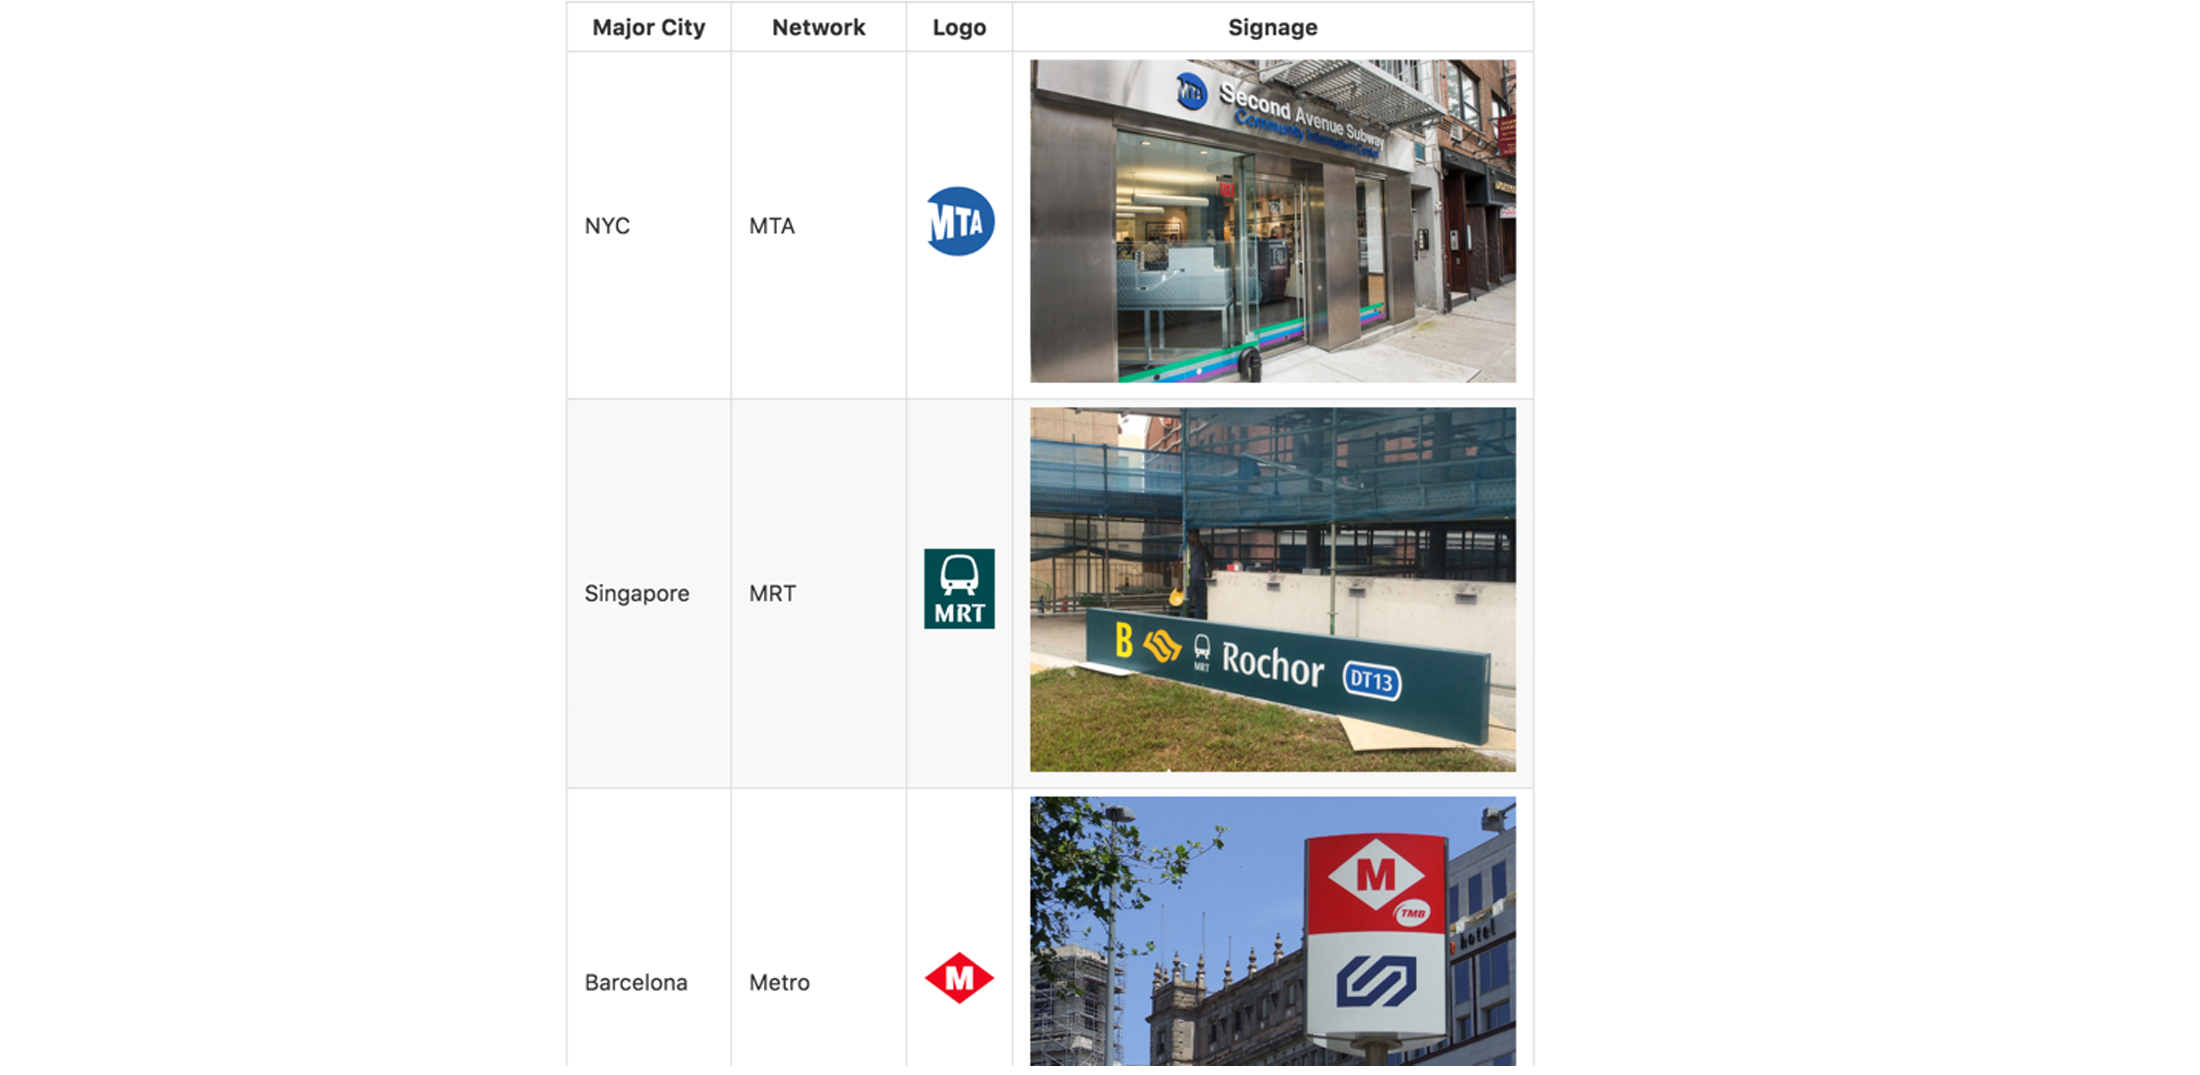 Major City Network Logo Signage
NYC MTA MTA
MTA Second Avenue Subway
Community Information Center
Singapore MRT MRT
B MRT Rochor DT13
Barcelona Metro M
M
TMB
hotel